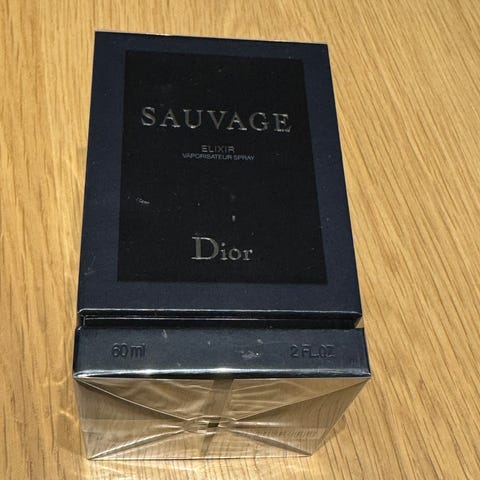 SAUVAGE
ELIXIR
VAPORISATEUR SPRAY
Dior
60 ml 2 FL.OZ